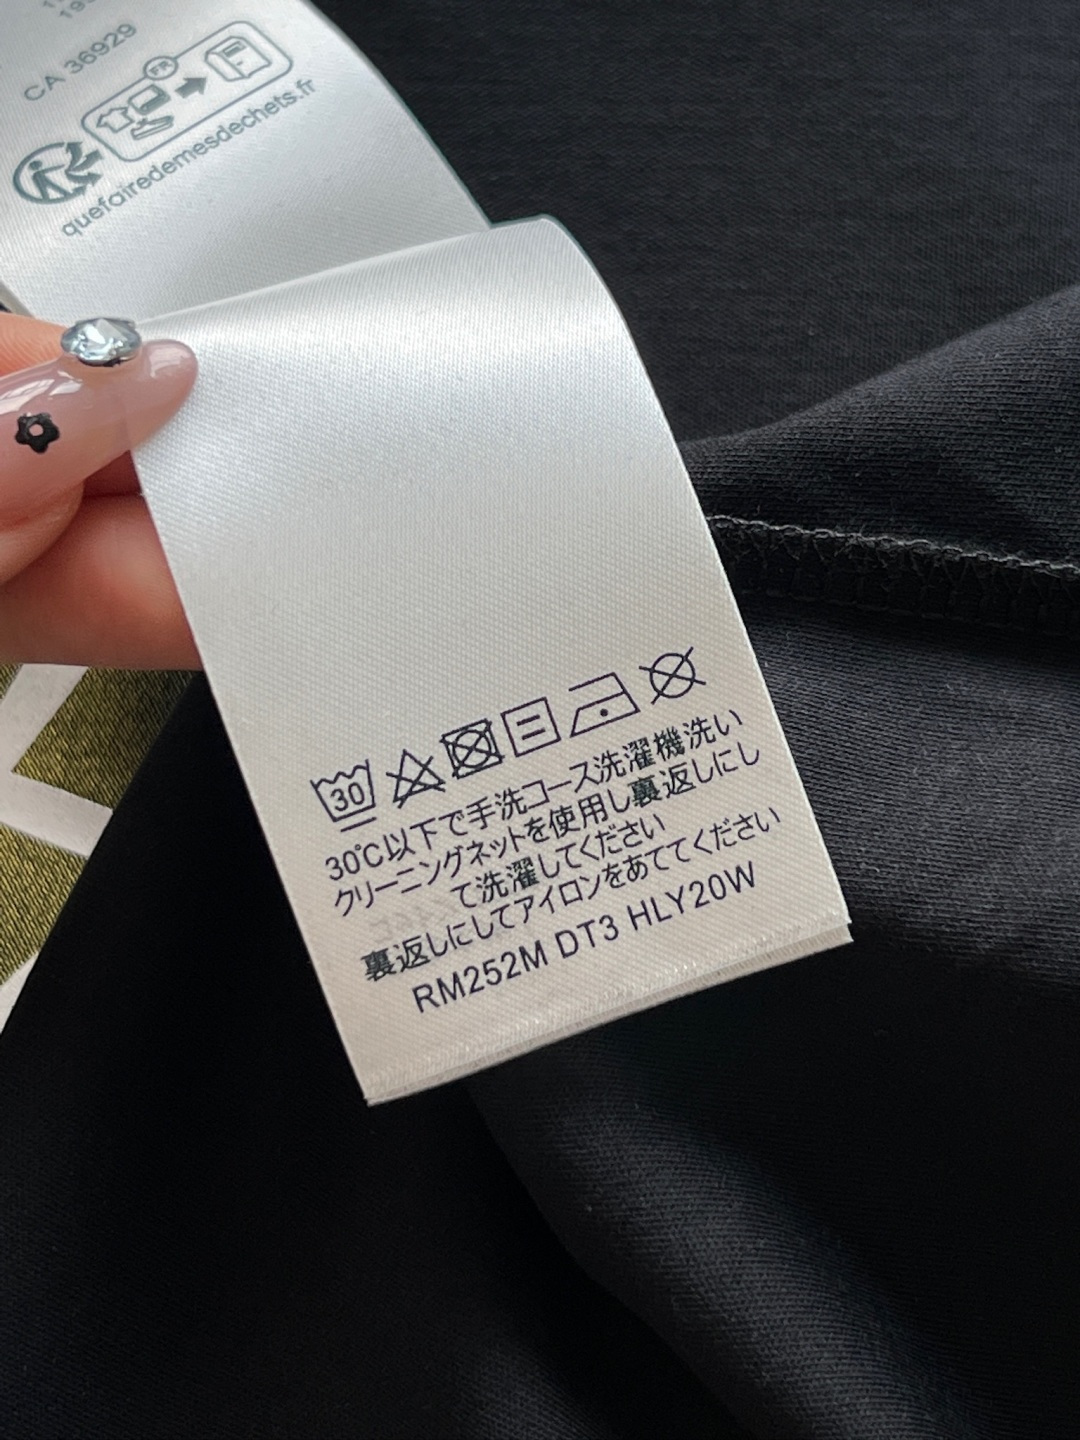 CA 36929
FR
quefairedemesdechets.fr
30
30℃以下で手洗コース洗濯機洗い
クリーニングネットを使用し裏返しにし
て洗濯してください
裏返しにしてアイロンをあててください
RM252M DT3 HLY20W